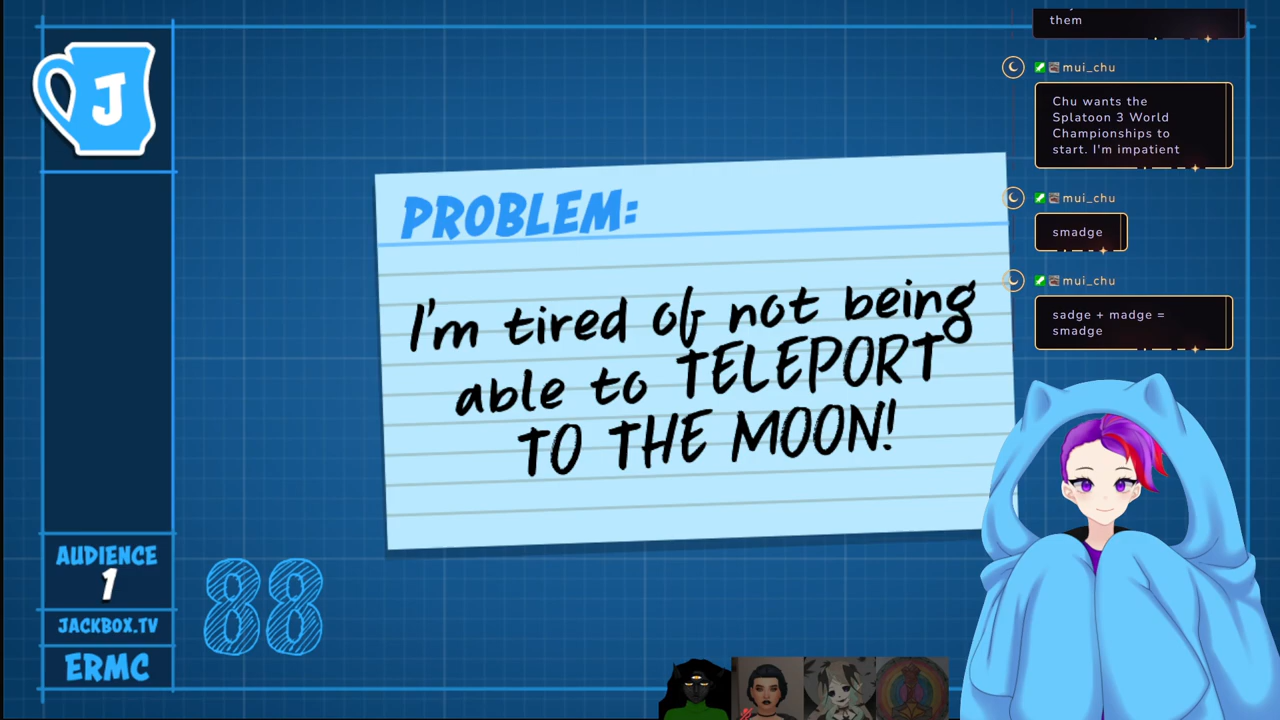 J
PROBLEM:
I'm tired of not being
able to TELEPORT
TO THE MOON!
AUDIENCE
1
JACKBOX.TV
ERMC
88
them
mui_chu
Chu wants the
Splatoon 3 World
Championships to
start. I'm impatient
mui_chu
smadge
mui_chu
sadge + madge =
smadge